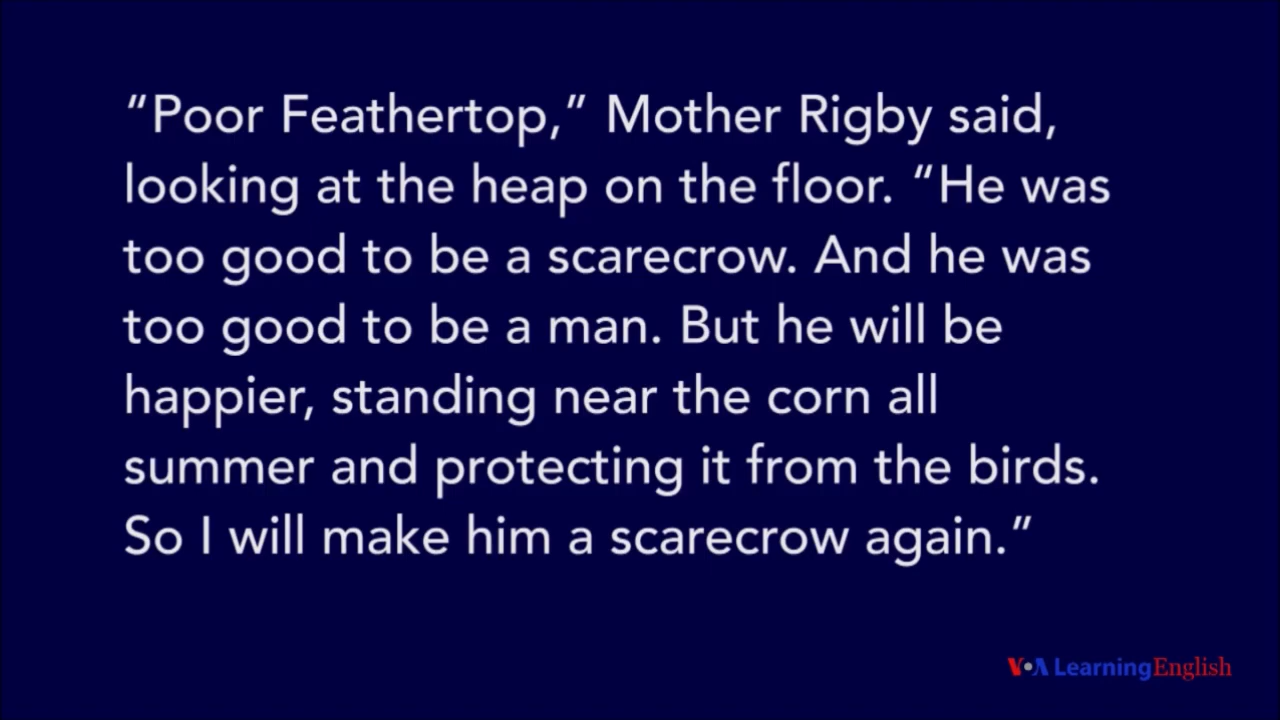 “Poor Feathertop,” Mother Rigby said,
looking at the heap on the floor. “He was
too good to be a scarecrow. And he was
too good to be a man. But he will be
happier, standing near the corn all
summer and protecting it from the birds.
So I will make him a scarecrow again.”
VOA LearningEnglish